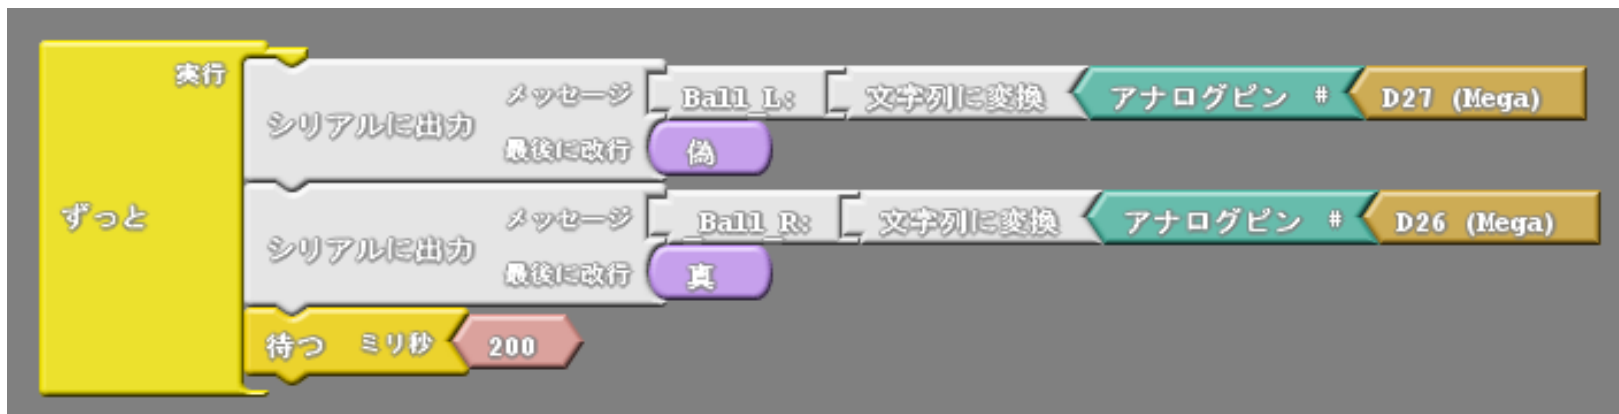 実行
シリアルに出力 メッセージ Ball_L: 文字列に変換 アナログピン # D27 (Mega)
最後に改行 偽
ずっと
シリアルに出力 メッセージ _Ball_R: 文字列に変換 アナログピン # D26 (Mega)
最後に改行 真
待つ ミリ秒 200